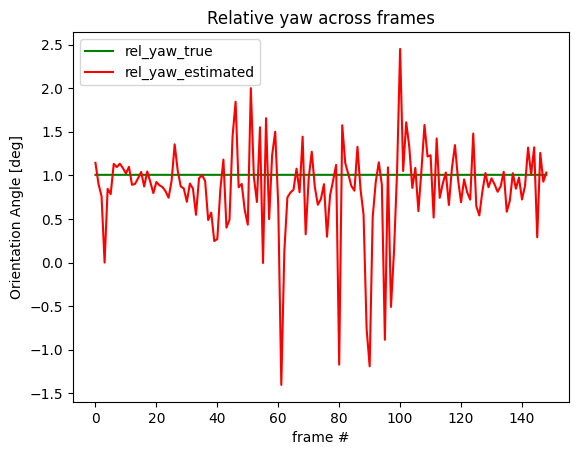 Relative yaw across frames
rel_yaw_true
rel_yaw_estimated
Orientation Angle [deg]
2.5
2.0
1.5
1.0
0.5
0.0
−0.5
−1.0
−1.5
0 20 40 60 80 100 120 140
frame #